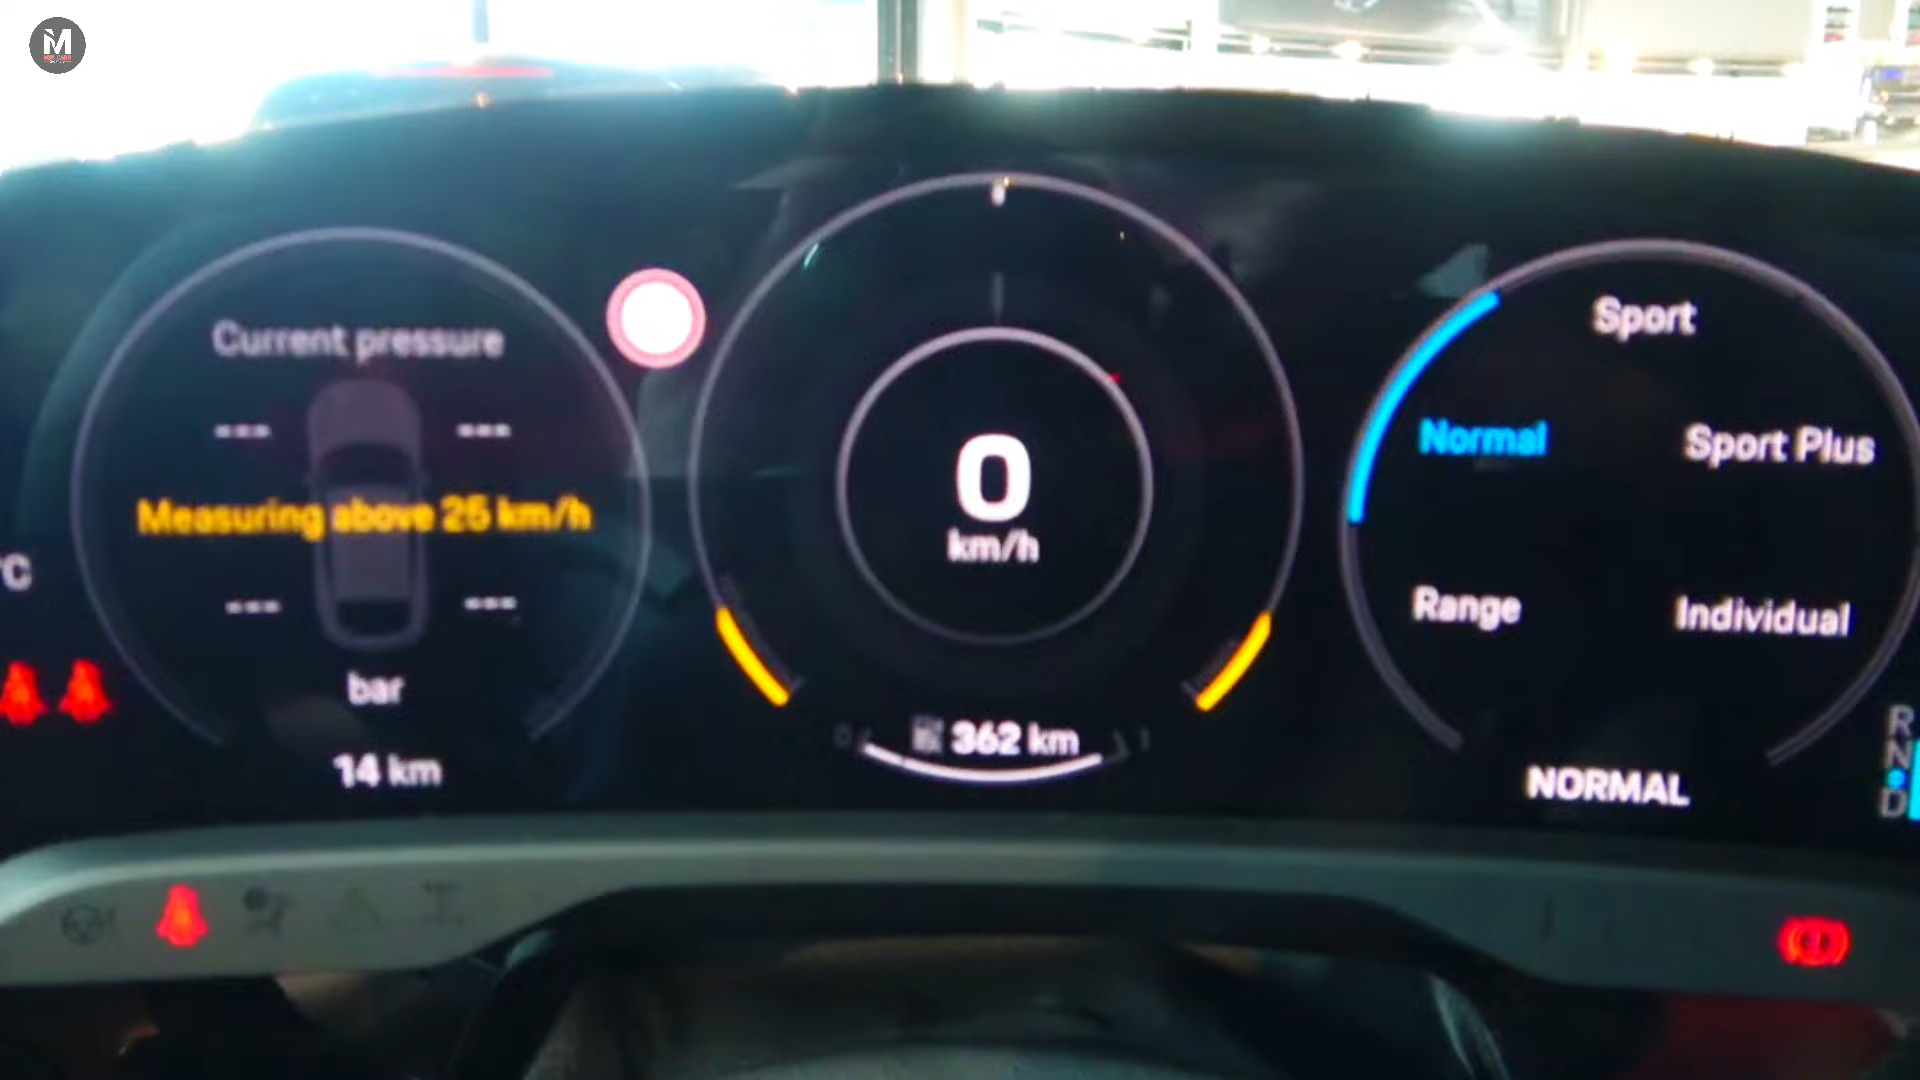 M
Current pressure
--- ---
Measuring above 25 km/h
--- ---
bar
14 km
°C
0
km/h
362 km
Sport
Normal
Sport Plus
Range
Individual
NORMAL
R
N
D